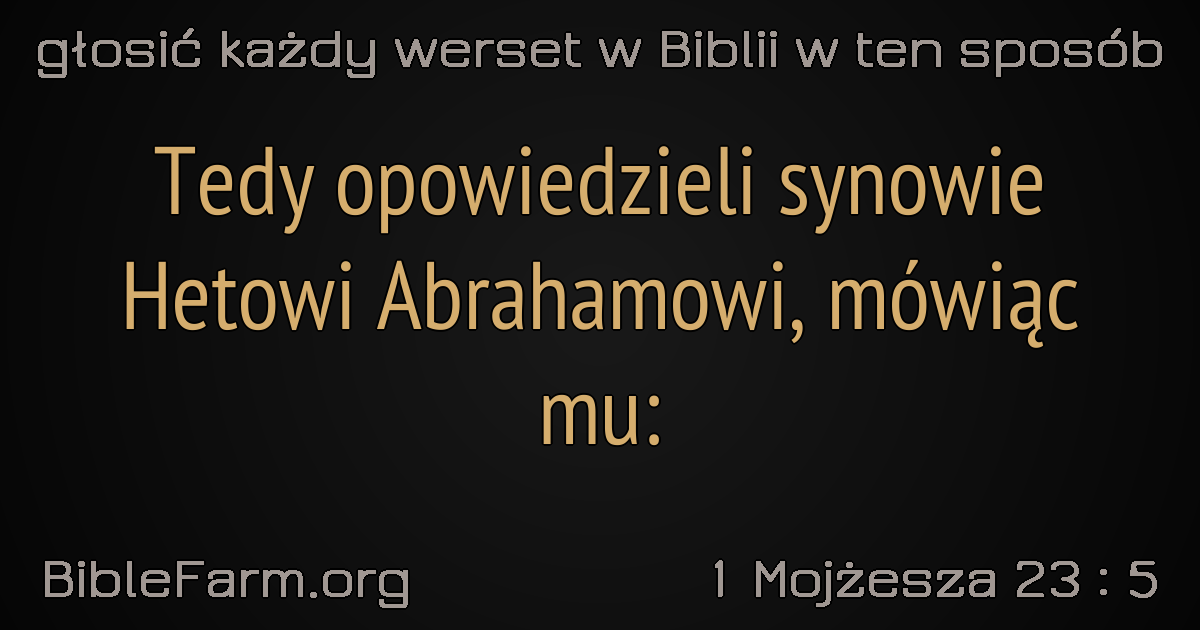 głosić każdy werset w Biblii w ten sposób
Tedy opowiedzieli synowie
Hetowi Abrahamowi, mówiąc
mu:
BibleFarm.org
1 Mojżesza 23 : 5